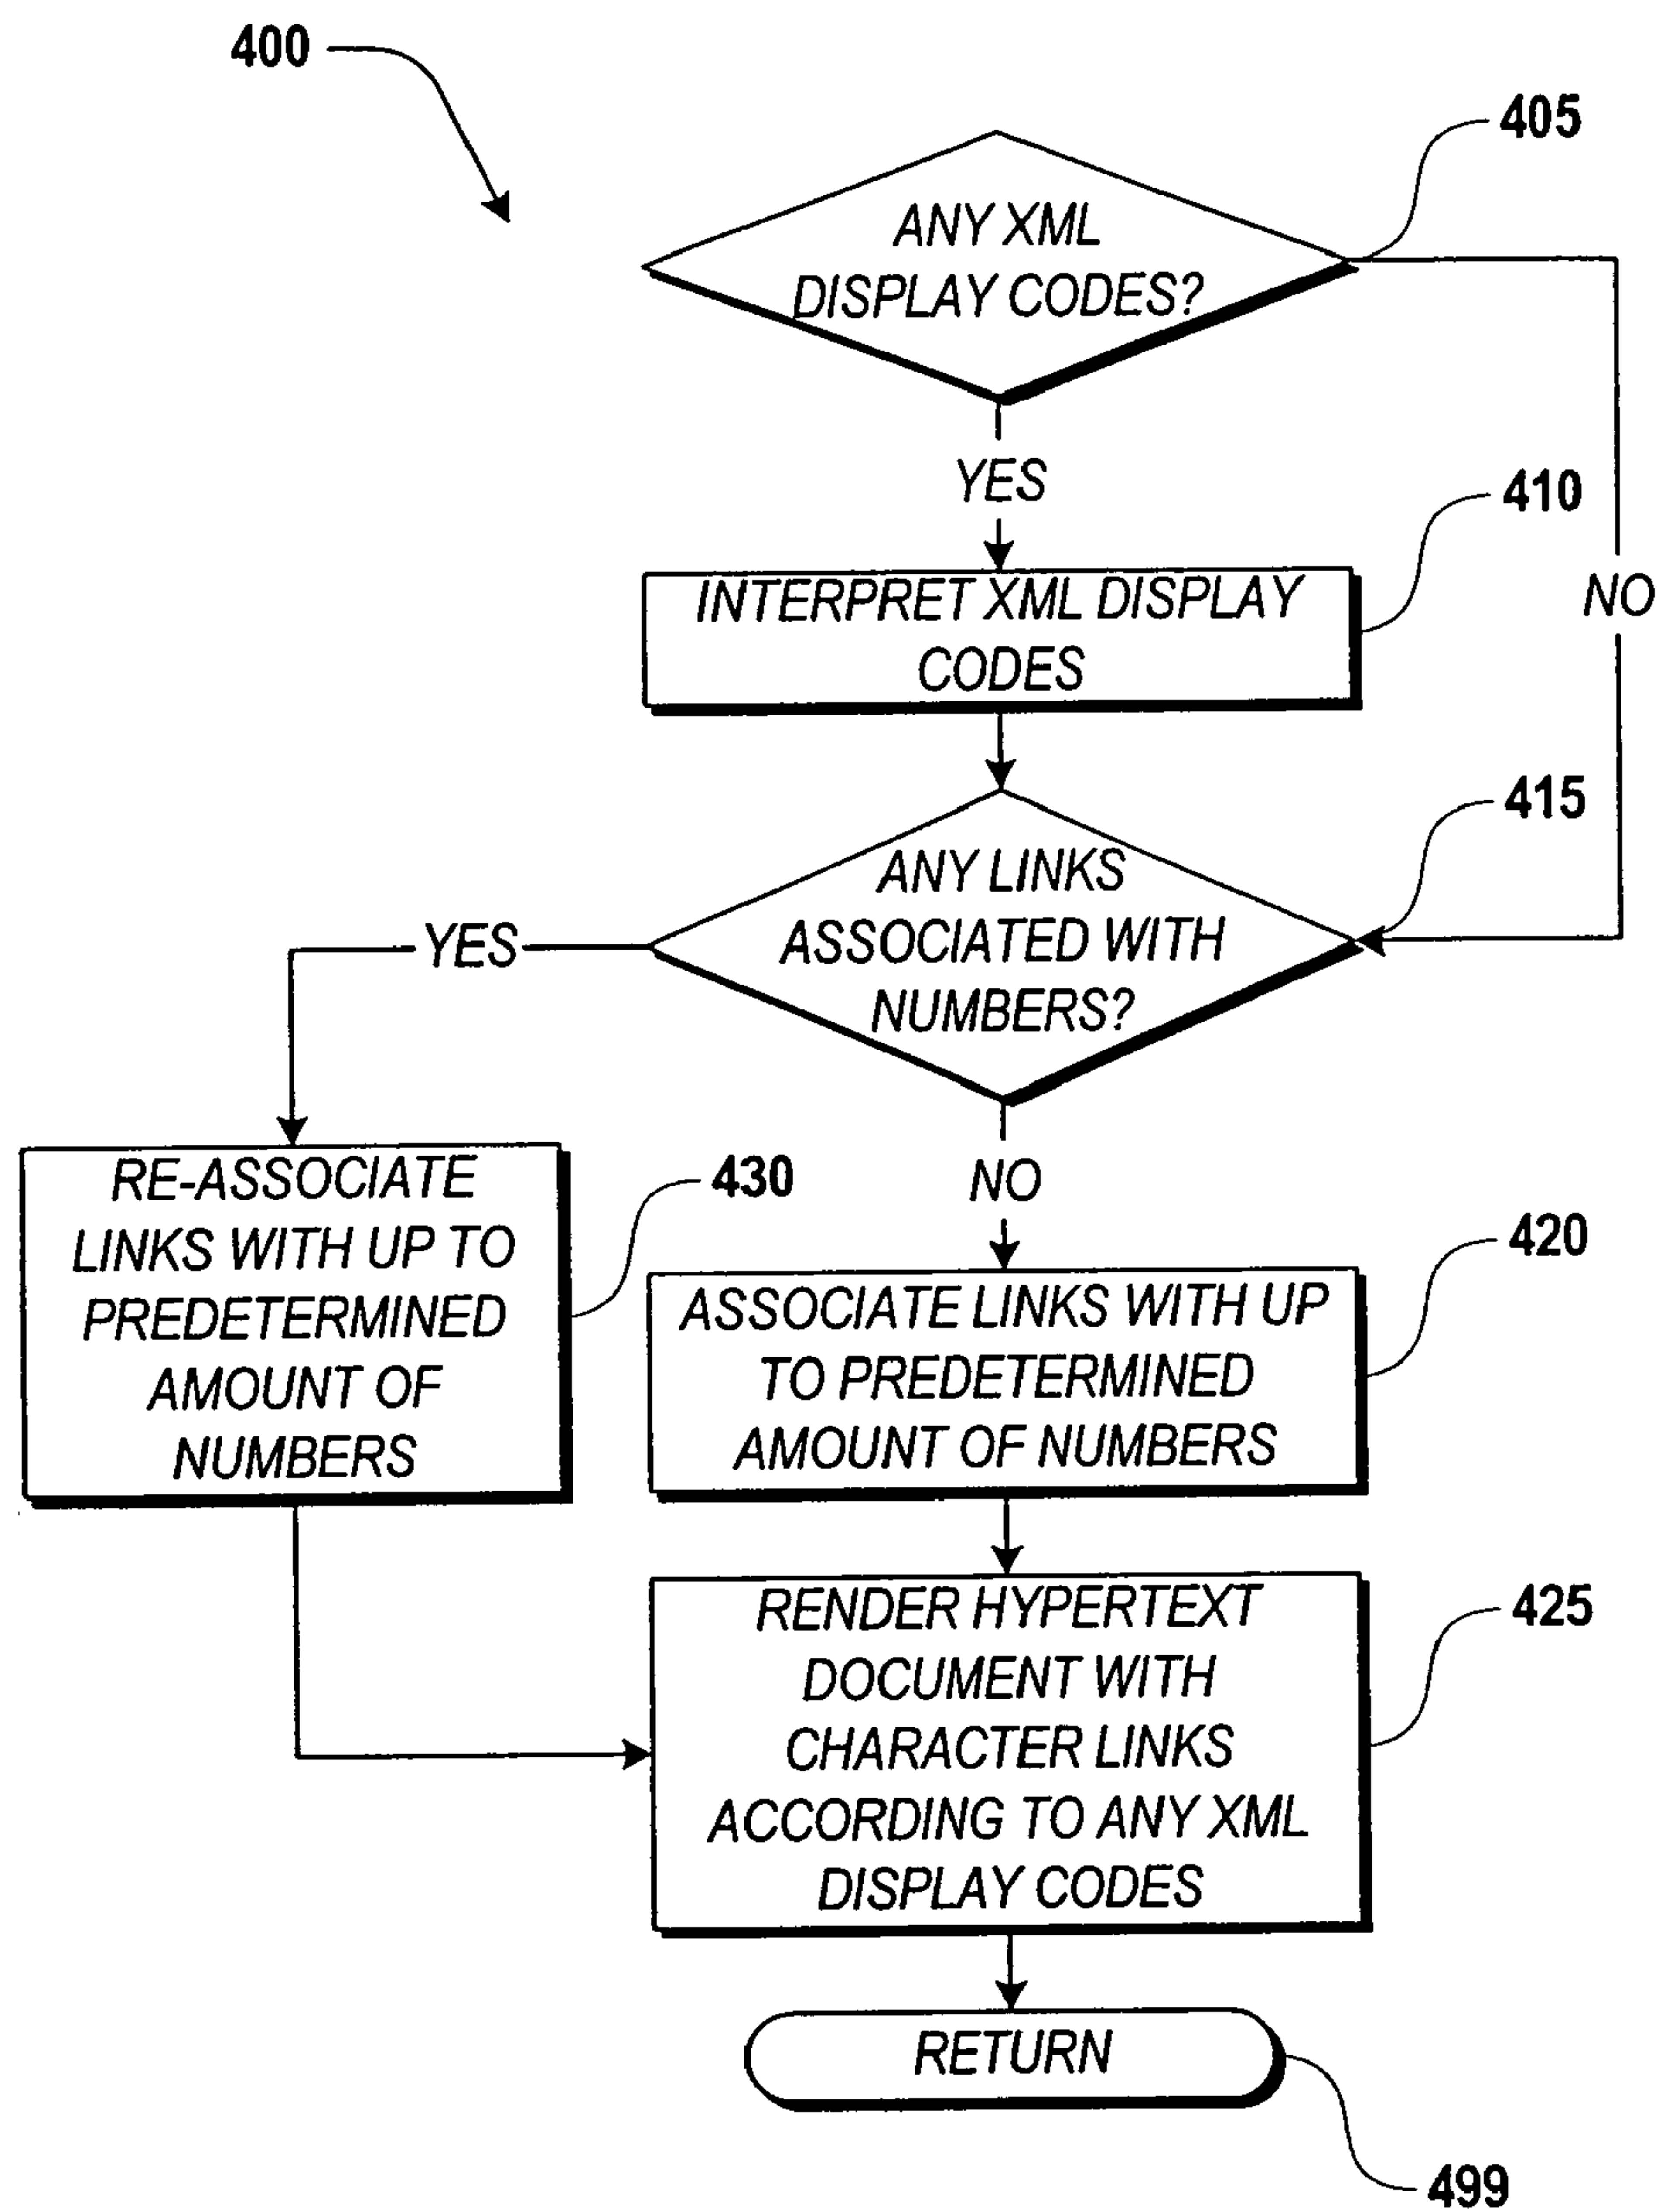 400
405
ANY XML
DISPLAY CODES?
YES
410
INTERPRET XML DISPLAY
CODES
NO
415
ANY LINKS
ASSOCIATED WITH
NUMBERS?
YES
RE-ASSOCIATE
LINKS WITH UP TO
PREDETERMINED
AMOUNT OF
NUMBERS
430
NO
420
ASSOCIATE LINKS WITH UP
TO PREDETERMINED
AMOUNT OF NUMBERS
RENDER HYPERTEXT
DOCUMENT WITH
CHARACTER LINKS
ACCORDING TO ANY XML
DISPLAY CODES
425
RETURN
499